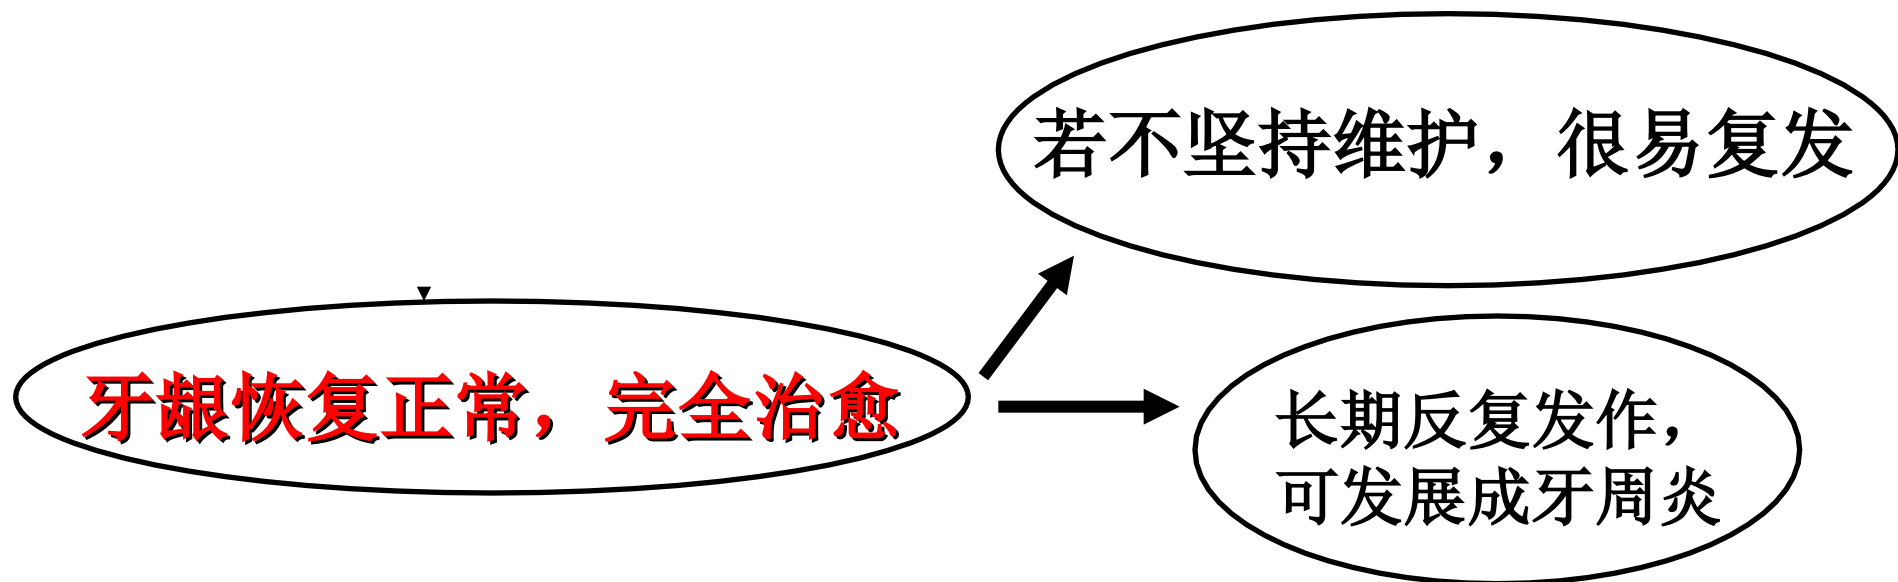 若不坚持维护，很易复发
牙龈恢复正常，完全治愈
长期反复发作，
可发展成牙周炎